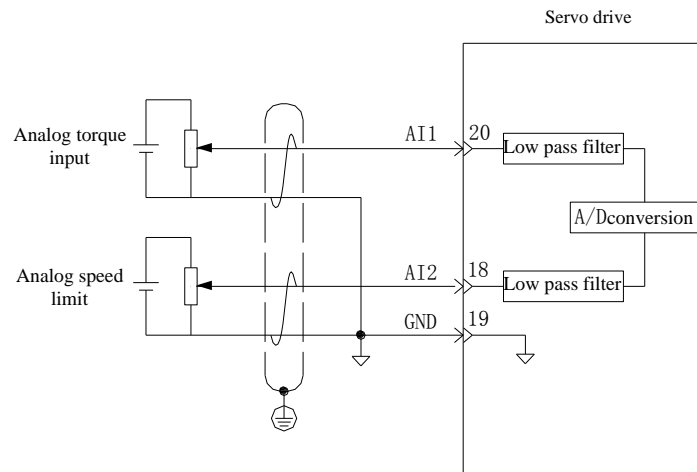 Servo drive
Analog torque
input
AI1
20
Low pass filter
A/Dconversion
Analog speed
limit
AI2
18
Low pass filter
GND
19